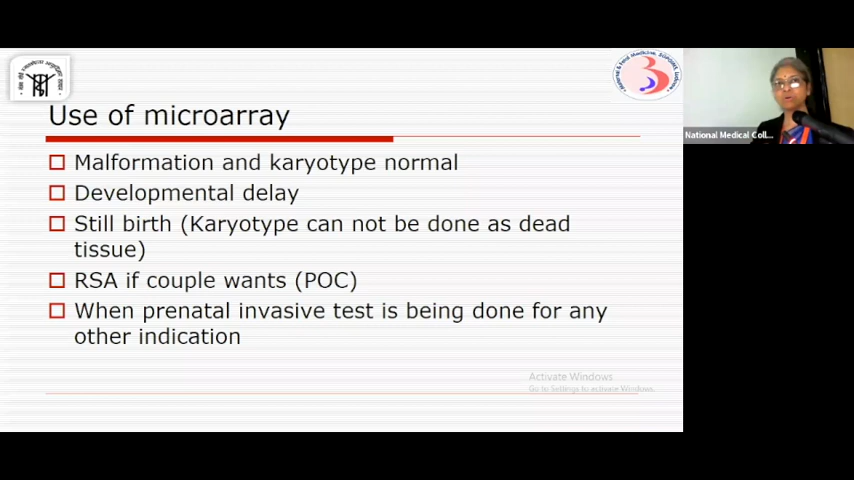 Use of microarray
National Medical Coll...
Malformation and karyotype normal
Developmental delay
Still birth (Karyotype can not be done as dead
tissue)
RSA if couple wants (POC)
When prenatal invasive test is being done for any
other indication
Activate Windows
Go to Settings to activate Windows.